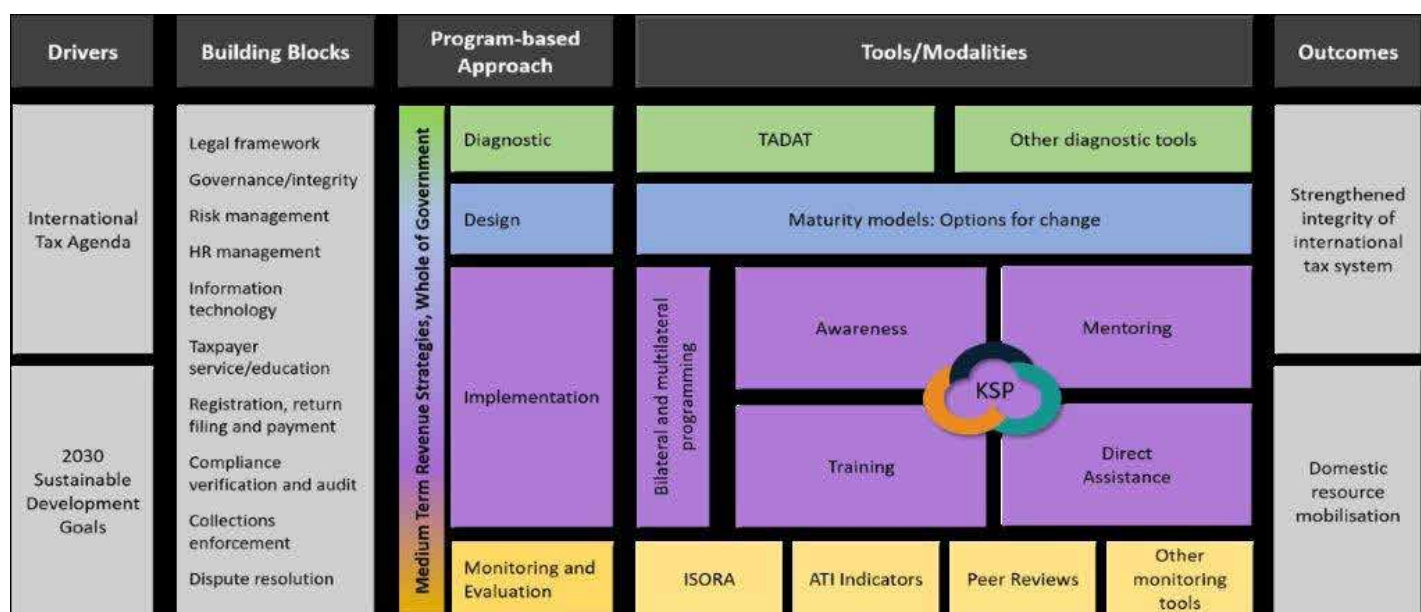 Drivers
Building Blocks
Program-based
Approach
Tools/Modalities
Outcomes
International
Tax Agenda
2030
Sustainable
Development
Goals
Legal framework
Governance/integrity
Risk management
HR management
Information
technology
Taxpayer
service/education
Registration, return
filing and payment
Compliance
verification and audit
Collections
enforcement
Dispute resolution
Medium Term Revenue Strategies, Whole of Government
Diagnostic
Design
Implementation
Monitoring and
Evaluation
TADAT
Other diagnostic tools
Maturity models: Options for change
Bilateral and multilateral
programming
Awareness
Mentoring
KSP
Training
Direct
Assistance
ISORA
ATI Indicators
Peer Reviews
Other
monitoring
tools
Strengthened
integrity of
international
tax system
Domestic
resource
mobilisation